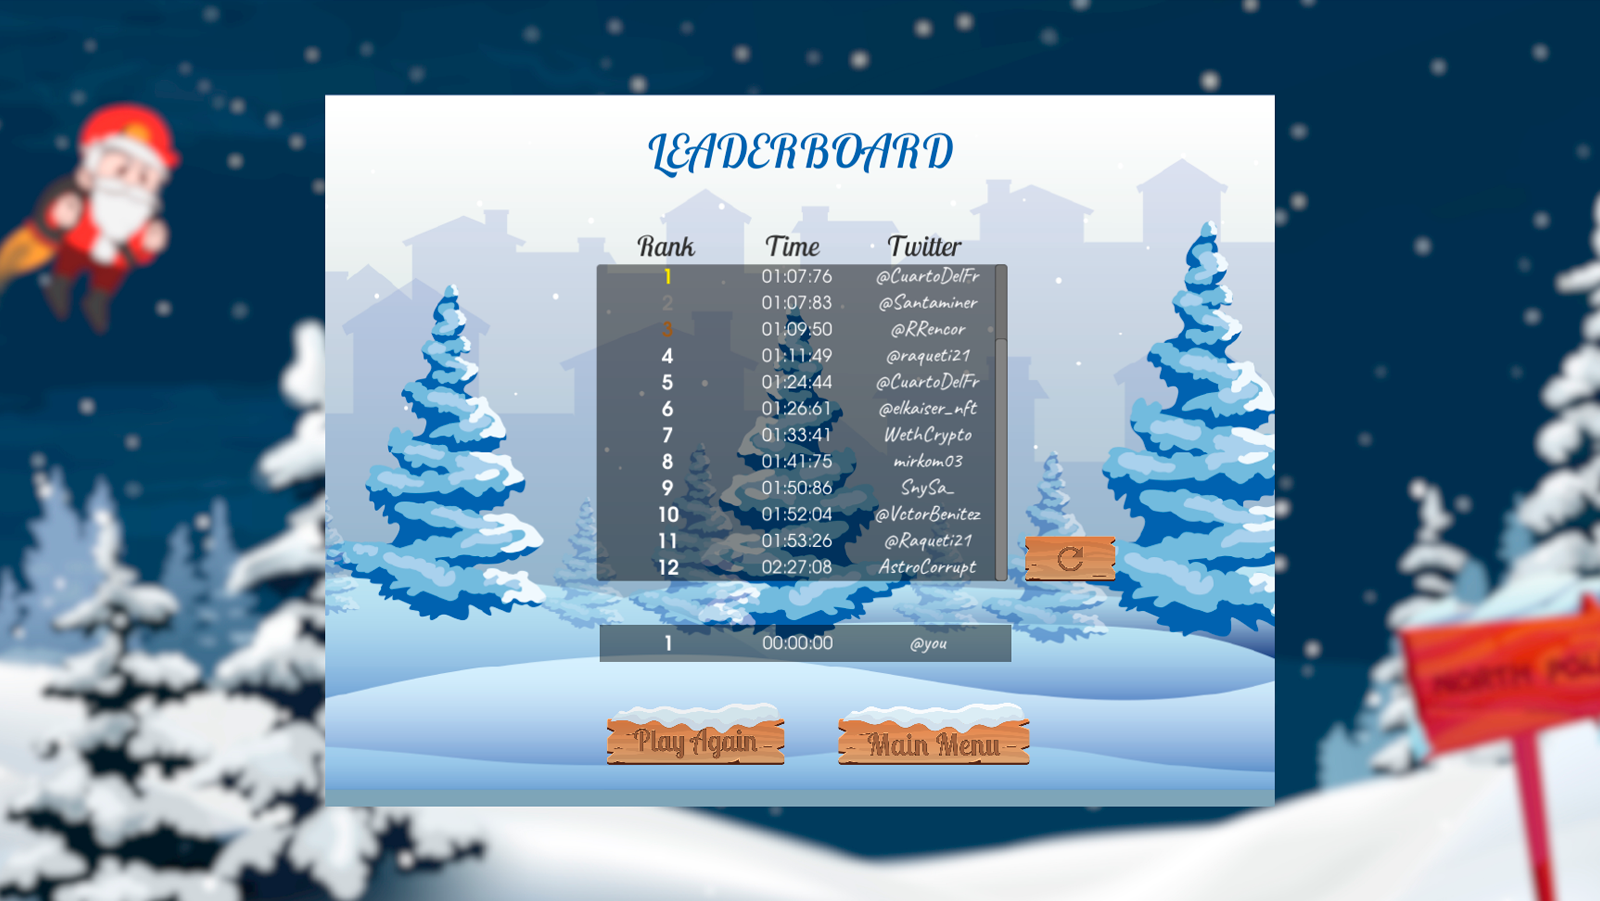 LEADERBOARD
Rank Time Twitter
1 01:07:76 @CuartoDelFr
2 01:07:83 @Santaminer
3 01:09:50 @RRencor
4 01:11:49 @raqueti21
5 01:24:44 @CuartoDelFr
6 01:26:61 @elkaiser_nft
7 01:33:41 WethCrypto
8 01:41:75 mirkom03
9 01:50:86 SnySa_
10 01:52:04 @VctorBenitez
11 01:53:26 @Raqueti21
12 02:27:08 AstroCorrupt
1 00:00:00 @you
Play Again Main Menu
NORTH